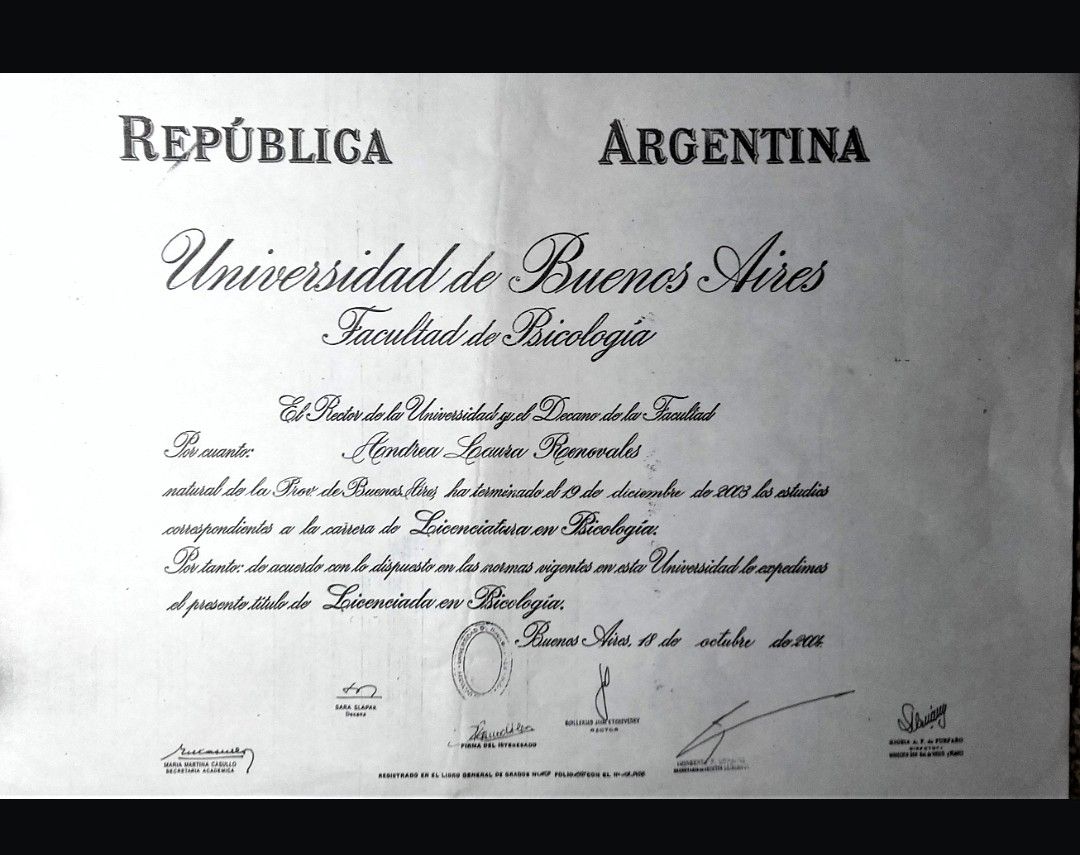 REPÚBLICA ARGENTINA
Universidad de Buenos Aires
Facultad de Psicología
El Rector de la Universidad y el Decano de la Facultad
Por cuanto: Andrea Laura Renovales
natural de la Prov de Buenos Aires, ha terminado el 19 de diciembre de 2003 los estudios
correspondientes a la carrera de Licenciatura en Psicología.
Por tanto: de acuerdo con lo dispuesto en las normas vigentes en esta Universidad le expedimos
el presente título de Licenciada en Psicología.
Buenos Aires, 18 de octubre de 2004.
SARA SLAPAK
Decana
RECTOR
FIRMA DEL INTERESADO
MARIA MARTINA CASULLO
SECRETARIA ACADEMICA
DIRECTORA
REGISTRADO EN EL LIBRO GENERAL DE GRADOS FOLIO CON EL